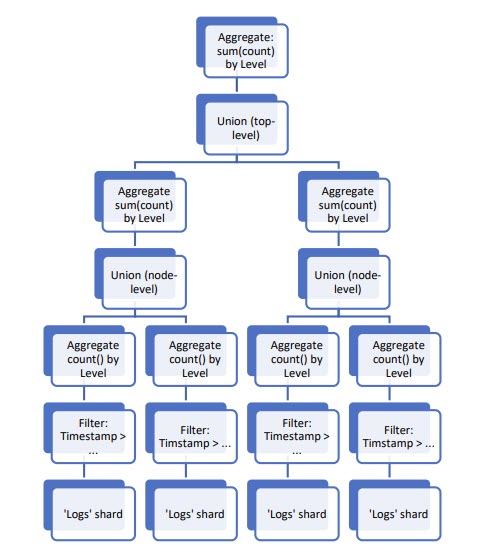 Aggregate:
sum(count)
by Level
Union (top-
level)
Aggregate
sum(count)
by Level
Aggregate
sum(count)
by Level
Union (node-
level)
Union (node-
level)
Aggregate
count() by
Level
Aggregate
count() by
Level
Aggregate
count() by
Level
Aggregate
count() by
Level
Filter:
Timestamp >
...
Filter:
Timstamp > ...
Filter:
Timestamp >
...
Filter:
Timstamp > ...
'Logs' shard
'Logs' shard
'Logs' shard
'Logs' shard